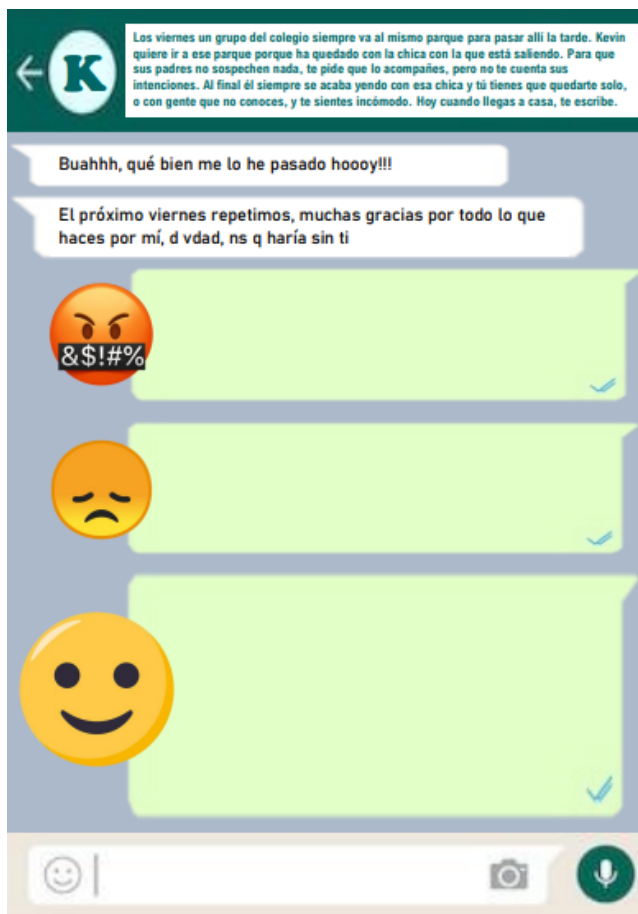 K
Los viernes un grupo del colegio siempre va al mismo parque para pasar allí la tarde. Kevin
quiere ir a ese parque porque ha quedado con la chica con la que está saliendo. Para que
sus padres no sospechen nada, te pide que lo acompañes, pero no te cuenta sus
intenciones. Al final él siempre se acaba yendo con esa chica y tú tienes que quedarte solo,
o con gente que no conoces, y te sientes incómodo. Hoy cuando llegas a casa, te escribe.
Buahhh, qué bien me lo he pasado hoooy!!!
El próximo viernes repetimos, muchas gracias por todo lo que
haces por mí, d vdad, ns q haría sin ti
&$!#%